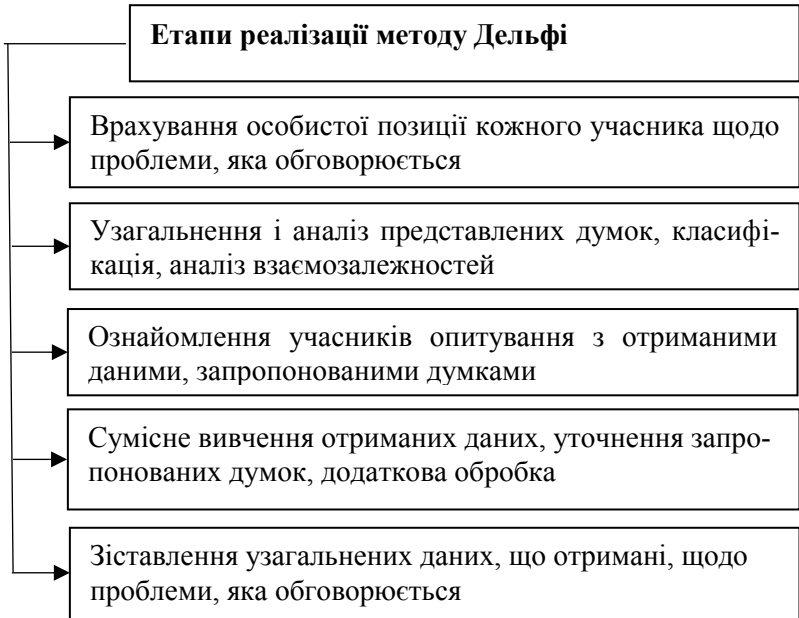 Етапи реалізації методу Дельфі
Врахування особистої позиції кожного учасника щодо
проблеми, яка обговорюється
Узагальнення і аналіз представлених думок, класифі-
кація, аналіз взаємозалежностей
Ознайомлення учасників опитування з отриманими
даними, запропонованими думками
Сумісне вивчення отриманих даних, уточнення запро-
понованих думок, додаткова обробка
Зіставлення узагальнених даних, що отримані, щодо
проблеми, яка обговорюється